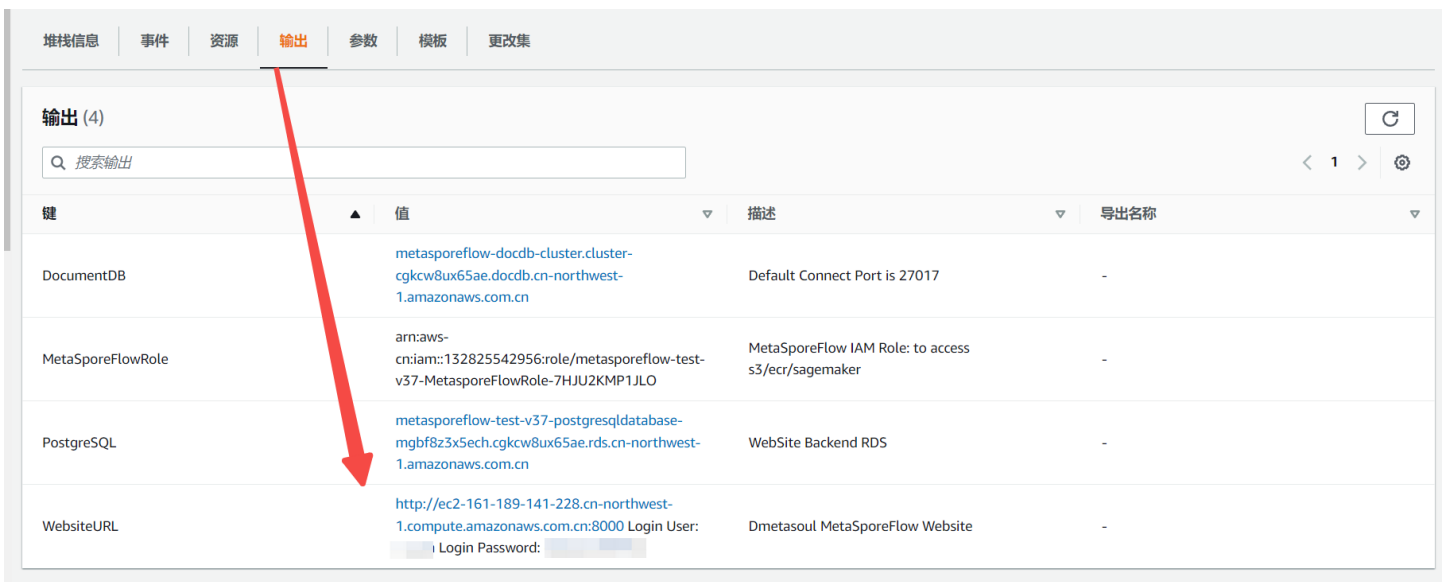 堆栈信息 事件 资源 输出 参数 模板 更改集
输出 (4)
搜索输出
1
键 值 描述 导出名称
metasporeflow-docdb-cluster.cluster-
DocumentDB cgkcw8ux65ae.docdb.cn-northwest- Default Connect Port is 27017 -
1.amazonaws.com.cn
arn:aws-
MetaSporeFlowRole cn:iam::132825542956:role/metasporeflow-test- MetaSporeFlow IAM Role: to access -
v37-MetasporeFlowRole-7HJU2KMP1JLO s3/ecr/sagemaker
metasporeflow-test-v37-postgresqldatabase-
PostgreSQL mgbf8z3x5ech.cgkcw8ux65ae.rds.cn-northwest- WebSite Backend RDS -
1.amazonaws.com.cn
http://ec2-161-189-141-228.cn-northwest-
WebsiteURL 1.compute.amazonaws.com.cn:8000 Login User: Dmetasoul MetaSporeFlow Website -
Login Password: